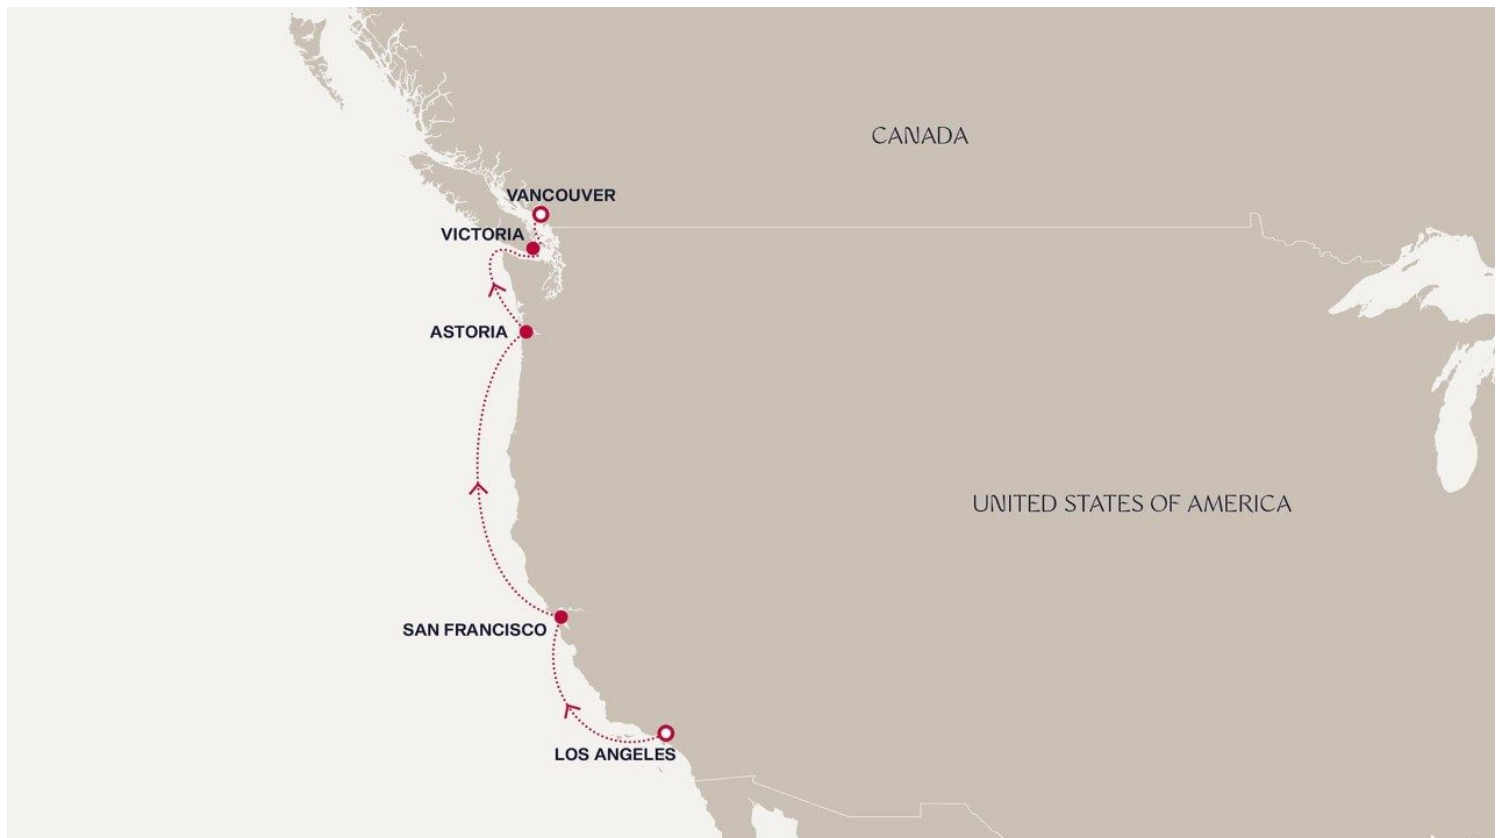 CANADA
VANCOUVER
VICTORIA
ASTORIA
UNITED STATES OF AMERICA
SAN FRANCISCO
LOS ANGELES